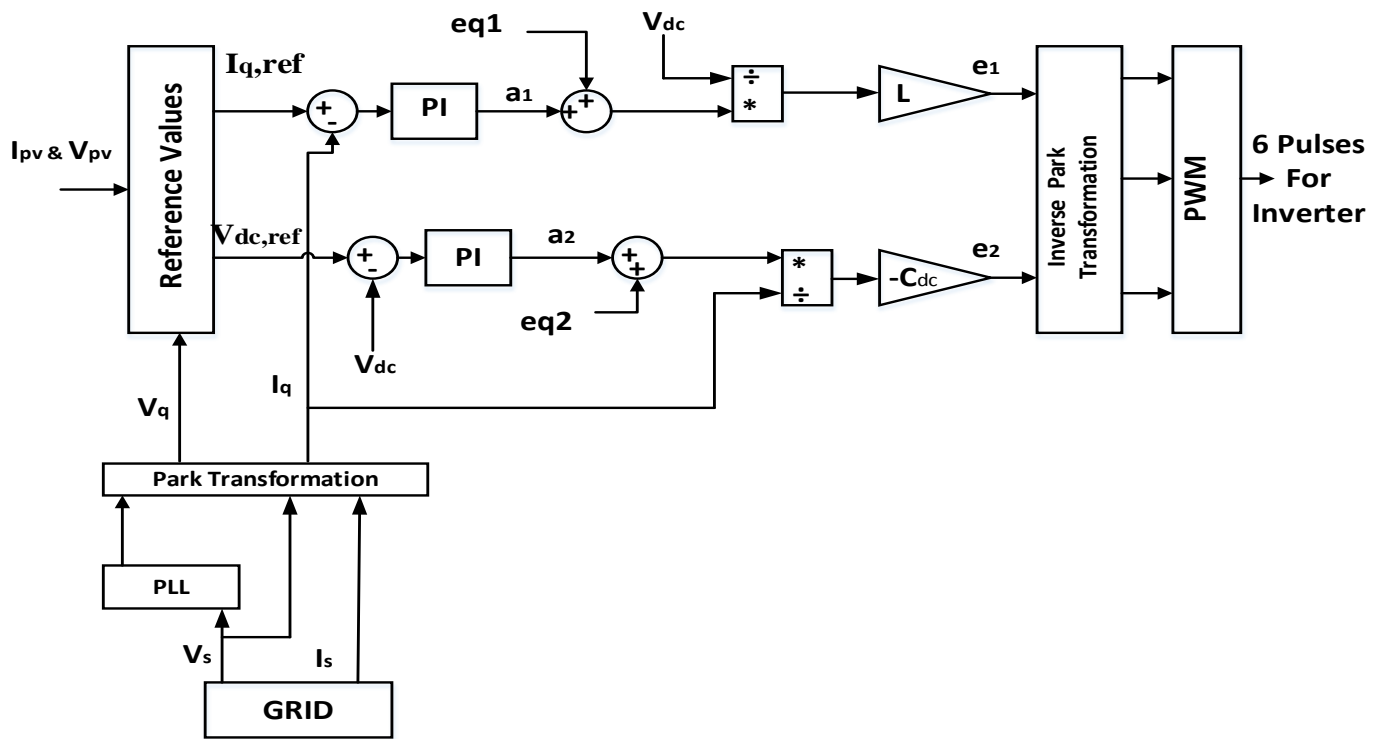 eq1
Vdc
Iq,ref
e1
a1
+
-
PI
+
+
÷
*
L
Ipv & Vpv
Reference Values
6 Pulses
For
Inverter
Inverse Park
Transformation
PWM
Vdc,ref
a2
e2
+
-
PI
+
+
*
÷
-Cdc
eq2
Vdc
Iq
Vq
Park Transformation
PLL
Vs
Is
GRID